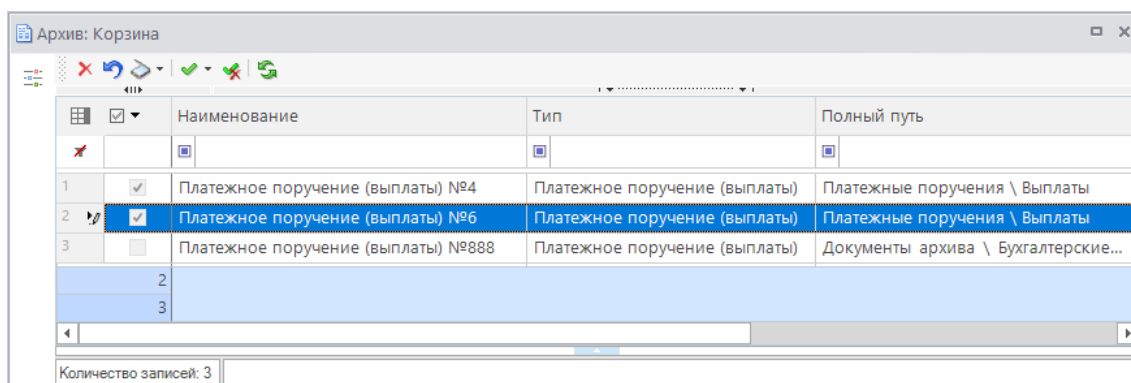 Архив: Корзина
Наименование Тип Полный путь
1 Платежное поручение (выплаты) №4 Платежное поручение (выплаты) Платежные поручения \ Выплаты
2 Платежное поручение (выплаты) №6 Платежное поручение (выплаты) Платежные поручения \ Выплаты
3 Платежное поручение (выплаты) №888 Платежное поручение (выплаты) Документы архива \ Бухгалтерские...
2
3
Количество записей: 3